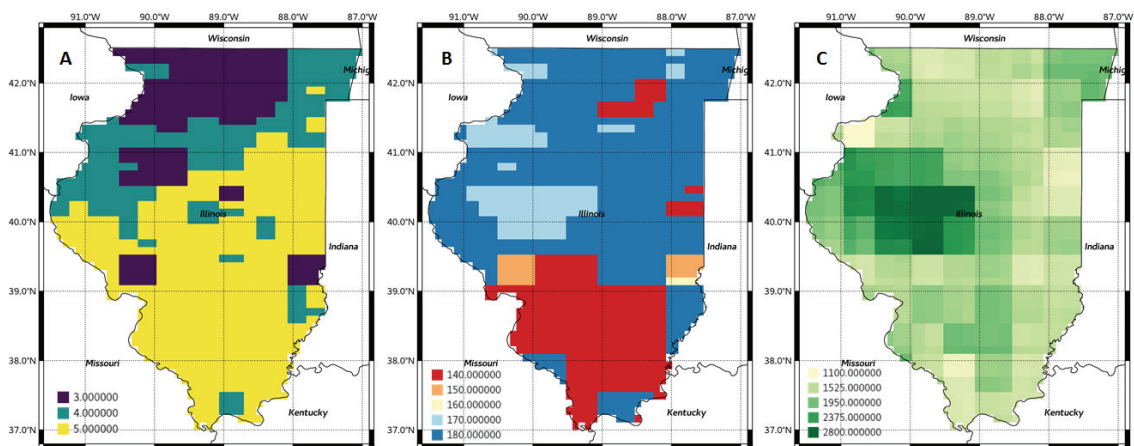 91.0°W 90.0°W 89.0°W 88.0°W 87.0W
A
Wisconsin
42.0°N
Michig
Iowa
41.0°N
40.0°N
Illinois
Indiana
39.0°N
38.0°N
Missouri
3.000000
4.000000
5.000000
Kentucky
37.0°N
91.0°W 90.0°W 89.0°W 88.0°W 87.0W
B
Wisconsin
42.0°N
Michig
Iowa
41.0°N
40.0°N
Illinois
Indiana
39.0°N
38.0°N
Missouri
140.000000
150.000000
160.000000
170.000000
180.000000
Kentucky
37.0°N
91.0°W 90.0°W 89.0°W 88.0°W 87.0W
C
Wisconsin
42.0°N
Michig
Iowa
41.0°N
40.0°N
Illinois
Indiana
39.0°N
38.0°N
Missouri
1100.000000
1525.000000
1950.000000
2375.000000
2800.000000
Kentucky
37.0°N